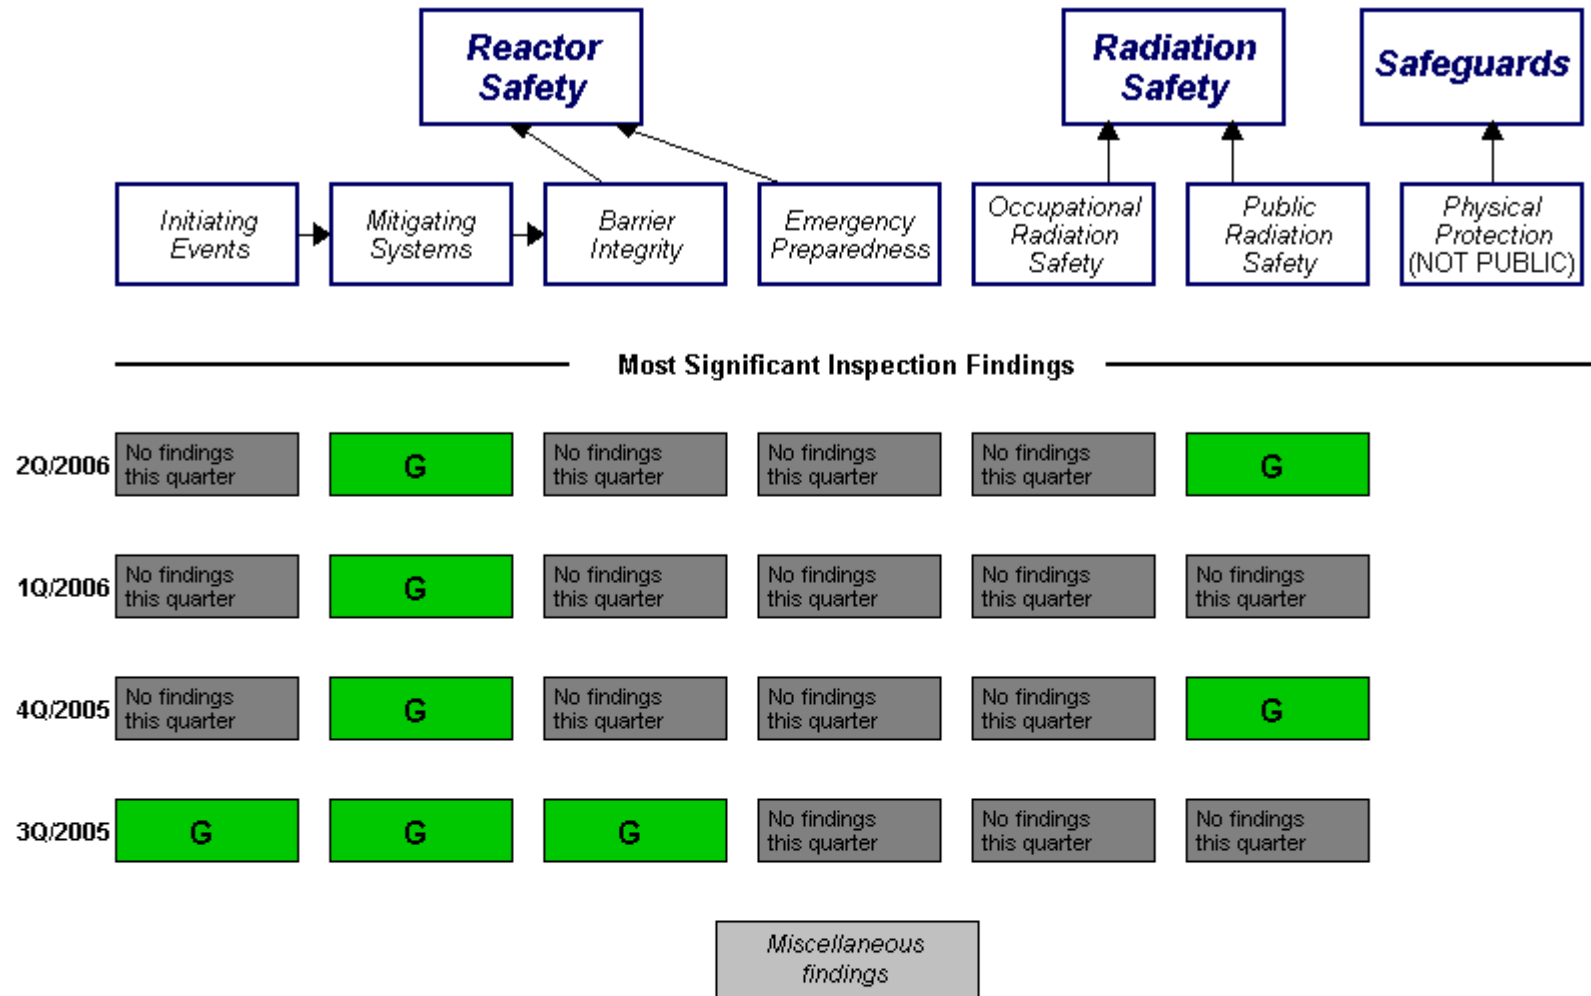 Reactor
Safety
Radiation
Safety
Safeguards
Initiating
Events
Mitigating
Systems
Barrier
Integrity
Emergency
Preparedness
Occupational
Radiation
Safety
Public
Radiation
Safety
Physical
Protection
(NOT PUBLIC)
Most Significant Inspection Findings
2Q/2006
No findings
this quarter
G
No findings
this quarter
No findings
this quarter
No findings
this quarter
G
1Q/2006
No findings
this quarter
G
No findings
this quarter
No findings
this quarter
No findings
this quarter
No findings
this quarter
4Q/2005
No findings
this quarter
G
No findings
this quarter
No findings
this quarter
No findings
this quarter
G
3Q/2005
G
G
G
No findings
this quarter
No findings
this quarter
No findings
this quarter
Miscellaneous
findings